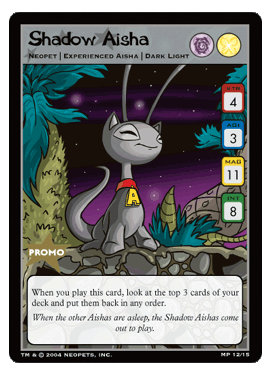 Shadow Aisha
NEOPET | EXPERIENCED AISHA | DARK LIGHT
STR
4
AGI
3
MAG
11
INT
8
A
PROMO
When you play this card, look at the top 3 cards of your
deck and put them back in any order.
When the other Aishas are asleep, the Shadow Aishas come
out to play.
TM & © 2004 NEOPETS, INC.
MP 12/15